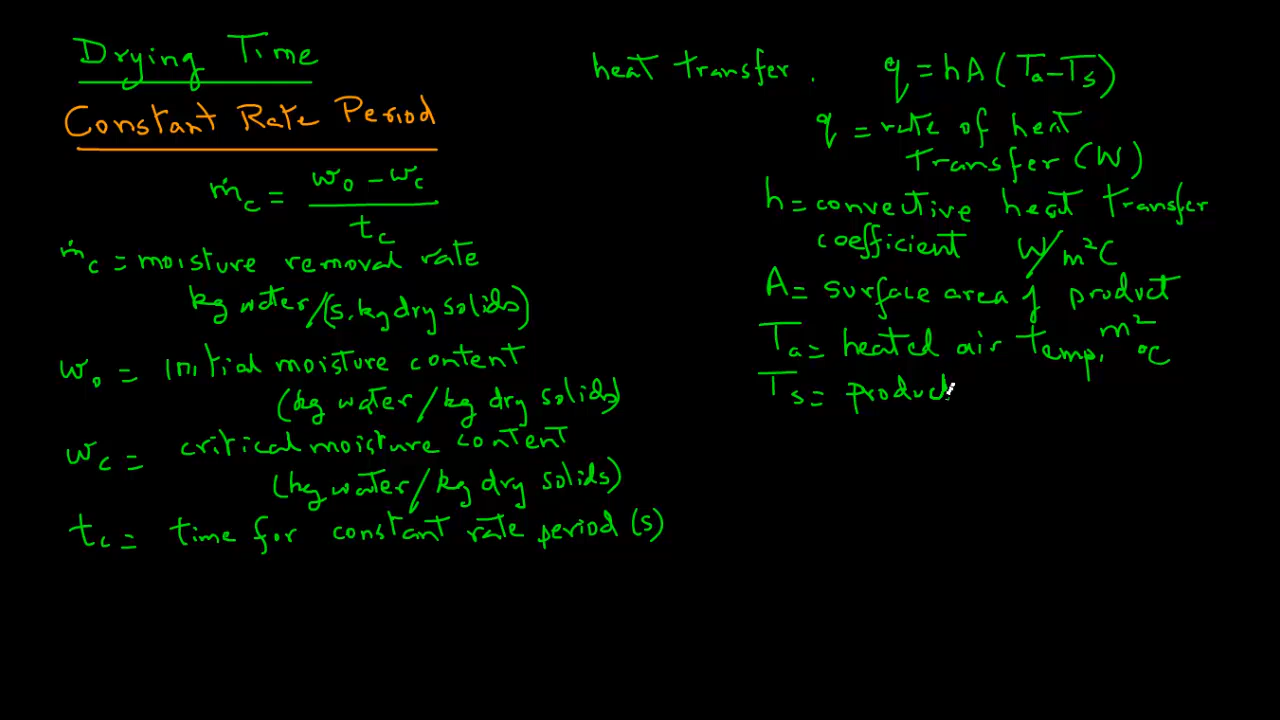 Drying Time
Constant Rate Period
ṁc = w₀ - wc / tc
ṁc = moisture removal rate
kg water/(s. kg dry solids)
w₀ = initial moisture content
(kg water/kg dry solids)
wc = critical moisture content
(kg water/kg dry solids)
tc = time for constant rate period (s)
heat transfer. q = hA(Ta - Ts)
q = rate of heat
transfer (W)
h = convective heat transfer
coefficient W/m²C
A = surface area of product
m²
Ta = heated air temp. °C
Ts = product